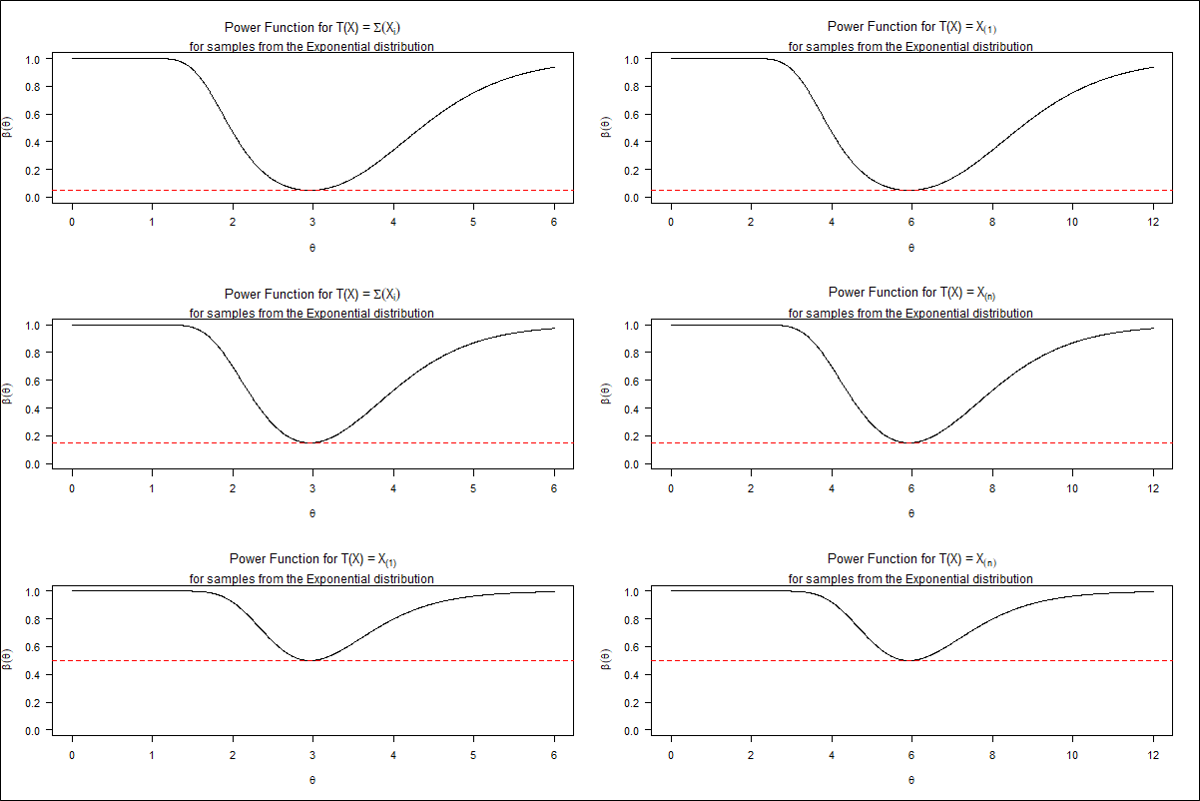 Power Function for T(X) = Σ(Xᵢ)
for samples from the Exponential distribution
1.0
0.8
0.6
0.4
0.2
0.0
β(θ)
0 1 2 3 4 5 6
θ
Power Function for T(X) = X₍₁₎
for samples from the Exponential distribution
1.0
0.8
0.6
0.4
0.2
0.0
β(θ)
0 2 4 6 8 10 12
θ
Power Function for T(X) = Σ(Xᵢ)
for samples from the Exponential distribution
1.0
0.8
0.6
0.4
0.2
0.0
β(θ)
0 1 2 3 4 5 6
θ
Power Function for T(X) = X₍ₙ₎
for samples from the Exponential distribution
1.0
0.8
0.6
0.4
0.2
0.0
β(θ)
0 2 4 6 8 10 12
θ
Power Function for T(X) = X₍₁₎
for samples from the Exponential distribution
1.0
0.8
0.6
0.4
0.2
0.0
β(θ)
0 1 2 3 4 5 6
θ
Power Function for T(X) = X₍ₙ₎
for samples from the Exponential distribution
1.0
0.8
0.6
0.4
0.2
0.0
β(θ)
0 2 4 6 8 10 12
θ